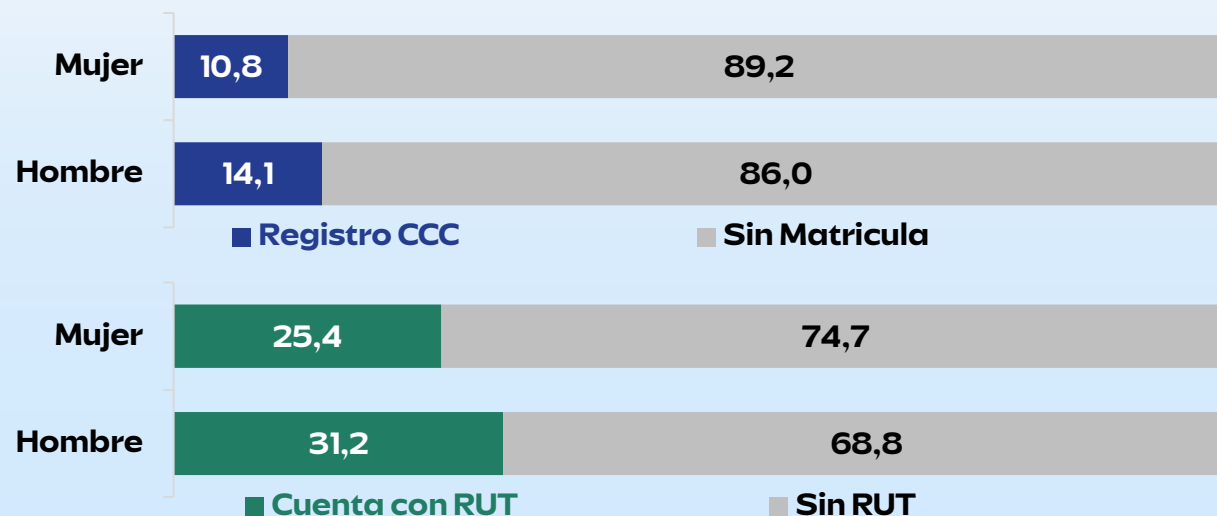 Mujer 10,8 89,2
Hombre 14,1 86,0
Registro CCC Sin Matricula
Mujer 25,4 74,7
Hombre 31,2 68,8
Cuenta con RUT Sin RUT